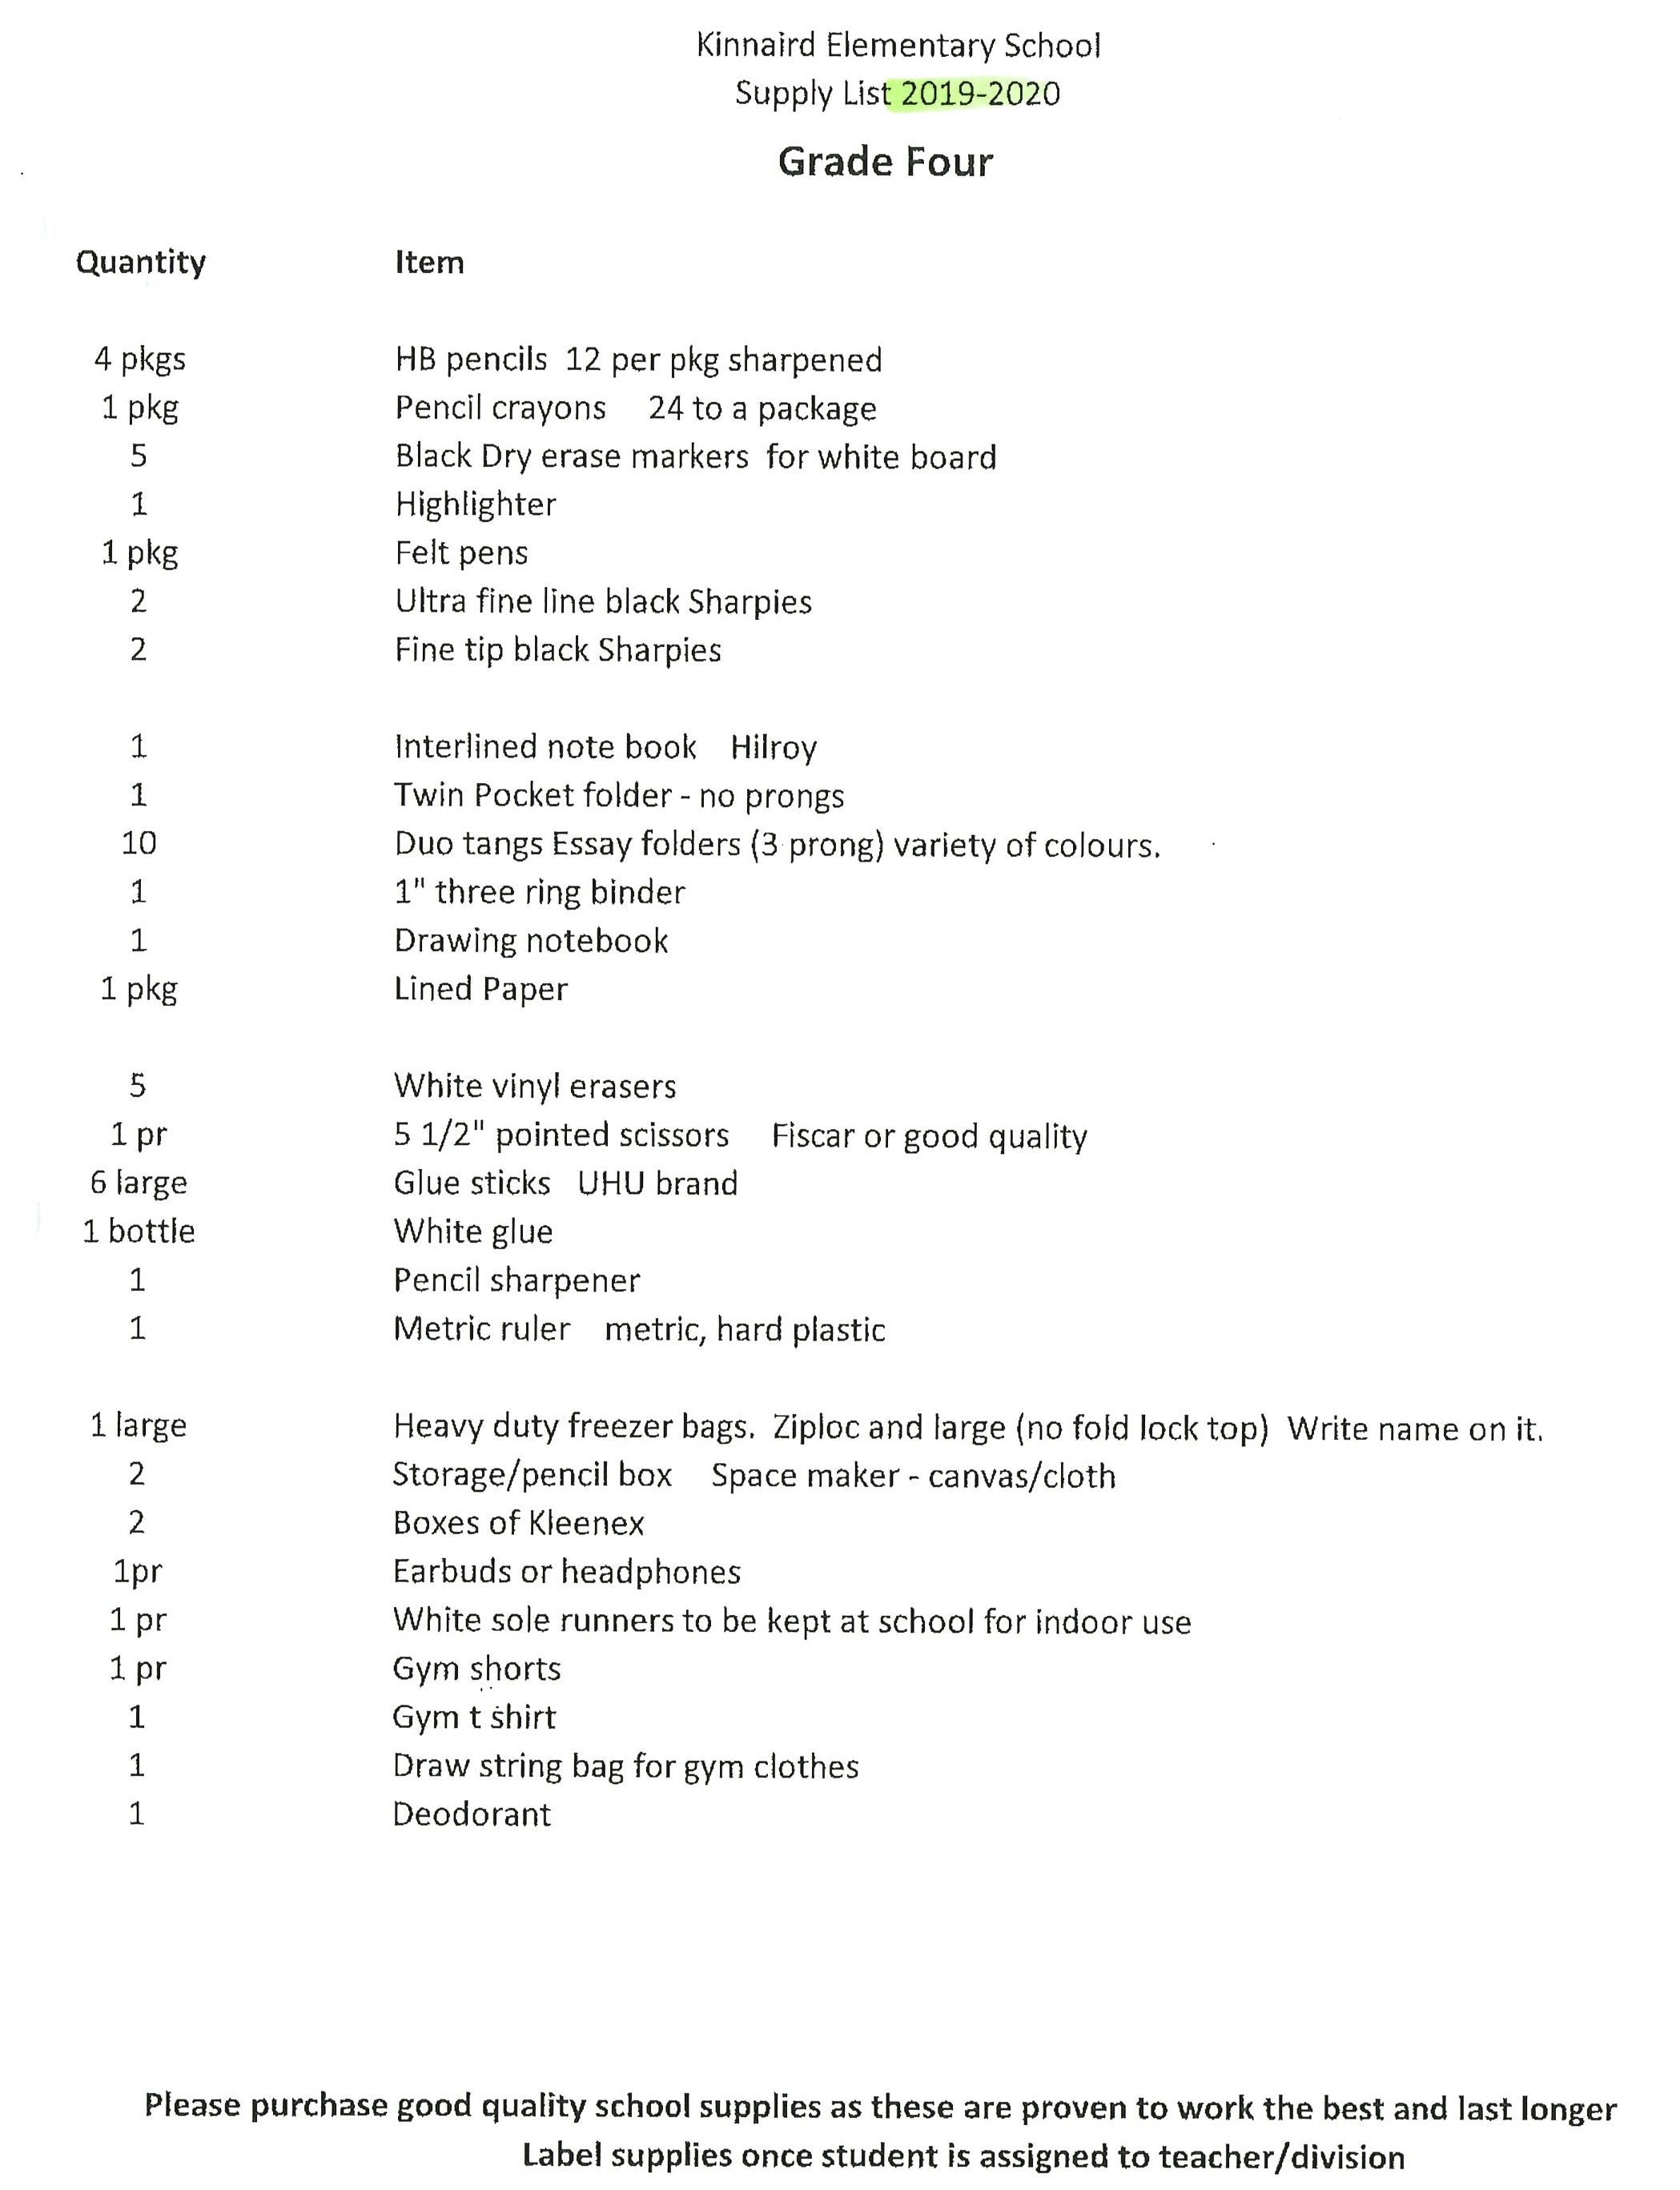 Kinnaird Elementary School
Supply List 2019-2020
Grade Four
Quantity Item
4 pkgs HB pencils 12 per pkg sharpened
1 pkg Pencil crayons 24 to a package
5 Black Dry erase markers for white board
1 Highlighter
1 pkg Felt pens
2 Ultra fine line black Sharpies
2 Fine tip black Sharpies
1 Interlined note book Hilroy
1 Twin Pocket folder - no prongs
10 Duo tangs Essay folders (3 prong) variety of colours.
1 1" three ring binder
1 Drawing notebook
1 pkg Lined Paper
5 White vinyl erasers
1 pr 5 1/2" pointed scissors Fiscar or good quality
6 large Glue sticks UHU brand
1 bottle White glue
1 Pencil sharpener
1 Metric ruler metric, hard plastic
1 large Heavy duty freezer bags. Ziploc and large (no fold lock top) Write name on it.
2 Storage/pencil box Space maker - canvas/cloth
2 Boxes of Kleenex
1pr Earbuds or headphones
1 pr White sole runners to be kept at school for indoor use
1 pr Gym shorts
1 Gym t shirt
1 Draw string bag for gym clothes
1 Deodorant
Please purchase good quality school supplies as these are proven to work the best and last longer
Label supplies once student is assigned to teacher/division